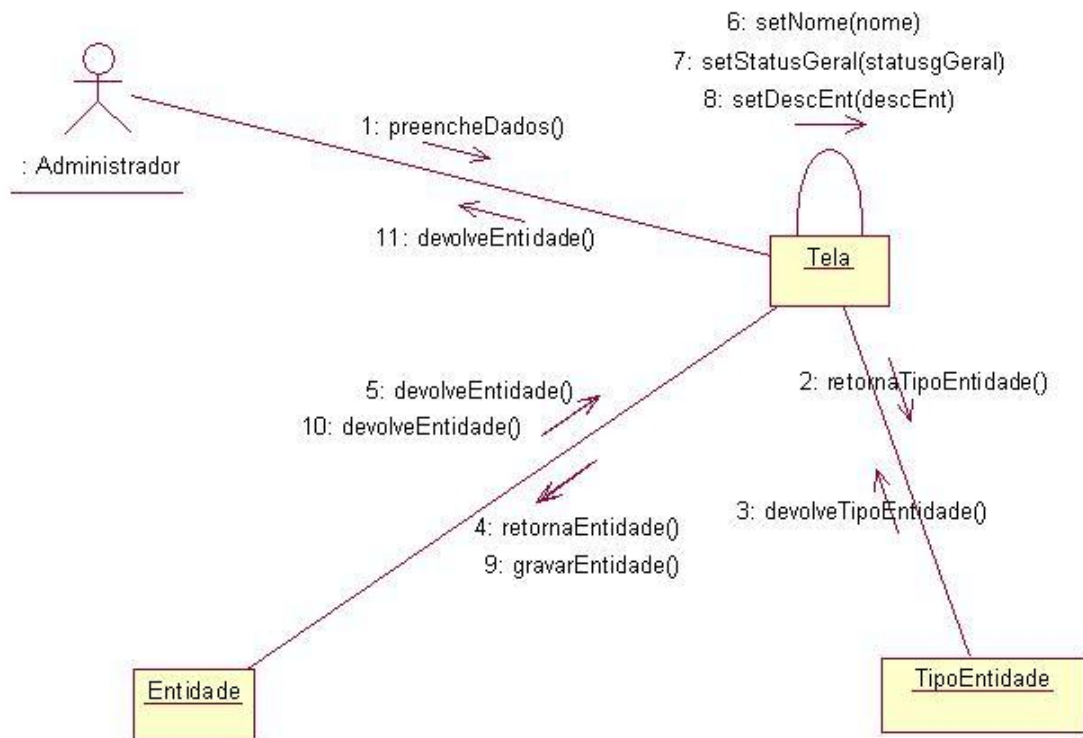 6: setNome(nome)
7: setStatusGeral(statusgGeral)
8: setDescEnt(descEnt)
1: preencheDados()
: Administrador
11: devolveEntidade()
Tela
5: devolveEntidade()
10: devolveEntidade()
2: retornaTipoEntidade()
4: retornaEntidade()
9: gravarEntidade()
3: devolveTipoEntidade()
Entidade
TipoEntidade